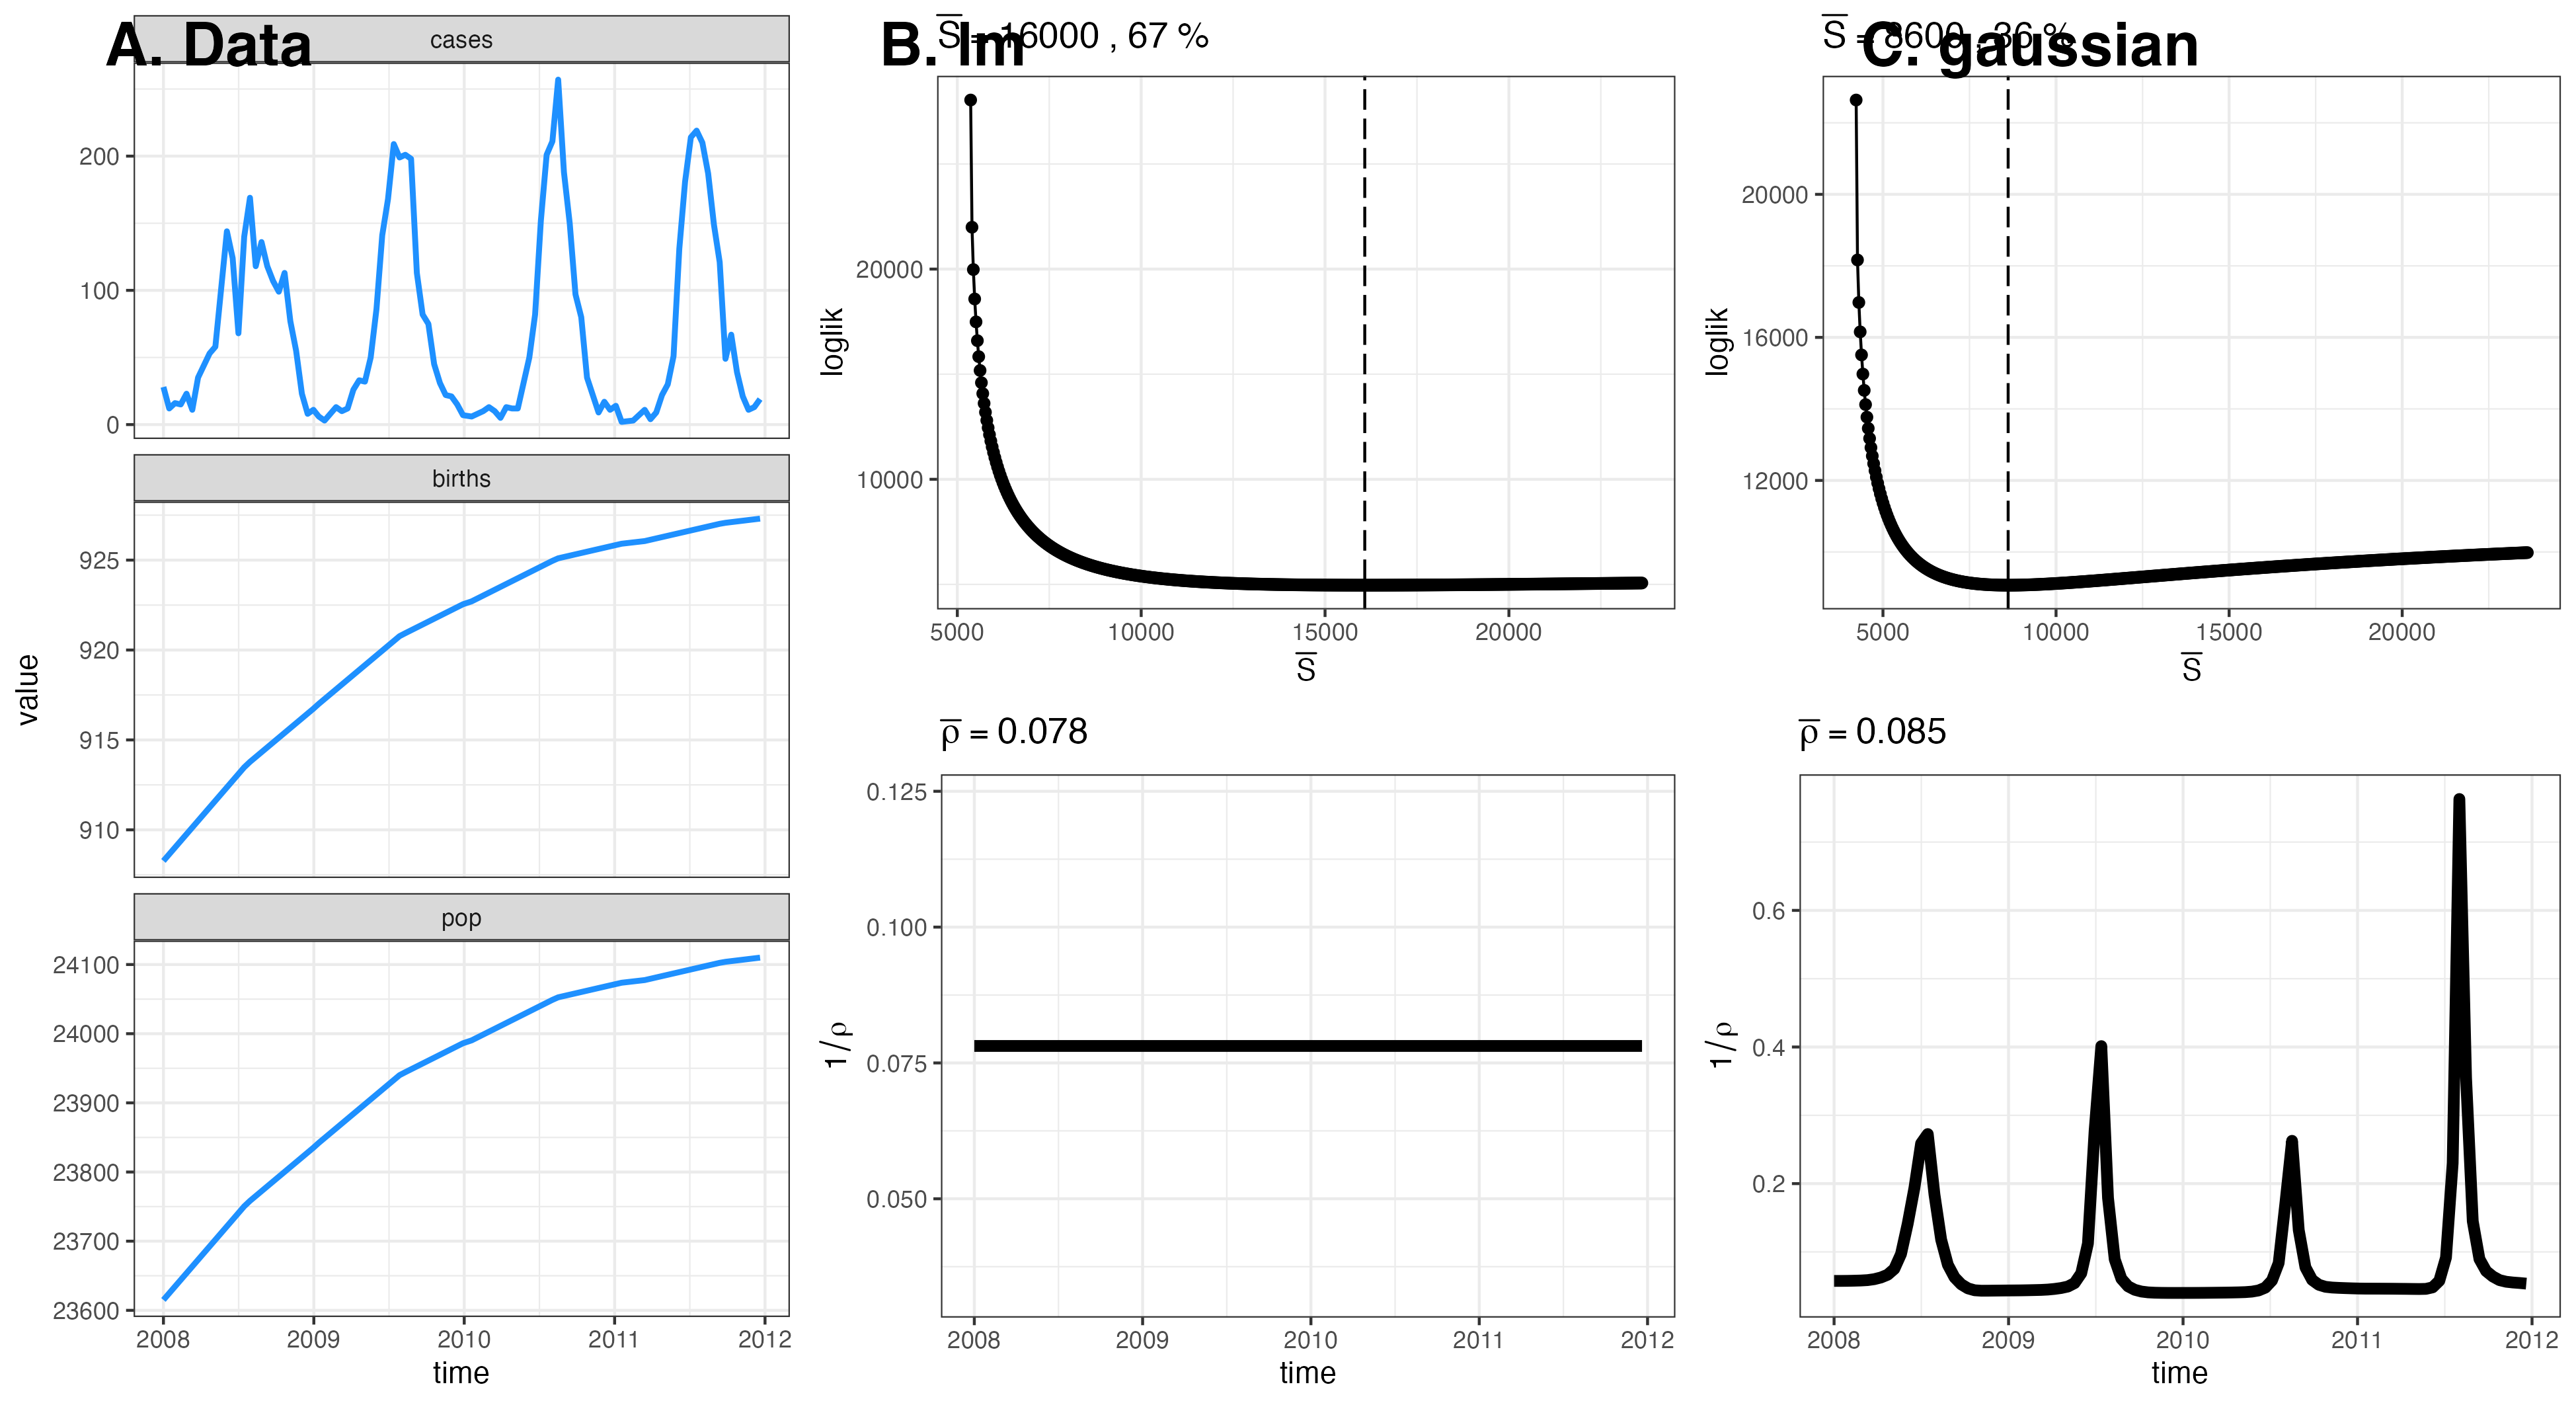 A. Data
cases
200
100
0
births
925
920
915
910
pop
24100
24000
23900
23800
23700
23600
value
2008 2009 2010 2011 2012
time
B. lm
S̅ = 16000 , 67 %
20000
10000
loglik
5000 10000 15000 20000
S̅
ρ̅ = 0.078
0.125
0.100
0.075
0.050
1/ρ
2008 2009 2010 2011 2012
time
C. gaussian
S̅ = 8600 , 36 %
20000
16000
12000
loglik
5000 10000 15000 20000
S̅
ρ̅ = 0.085
0.6
0.4
0.2
1/ρ
2008 2009 2010 2011 2012
time